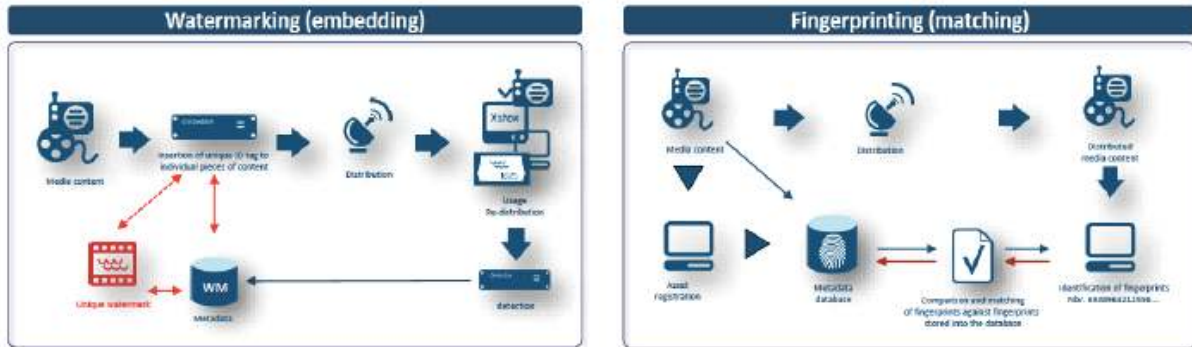 Watermarking (embedding)
Media content
Insertion of unique ID tag to
individual pieces of content
Distribution
Usage
Re-distribution
detection
Unique watermark
WM
Metadata
Fingerprinting (matching)
Media content
Distribution
Distributed
media content
Asset
registration
Metadata
database
Comparison and matching
of fingerprints against fingerprints
stored into the database
Identification of fingerprints